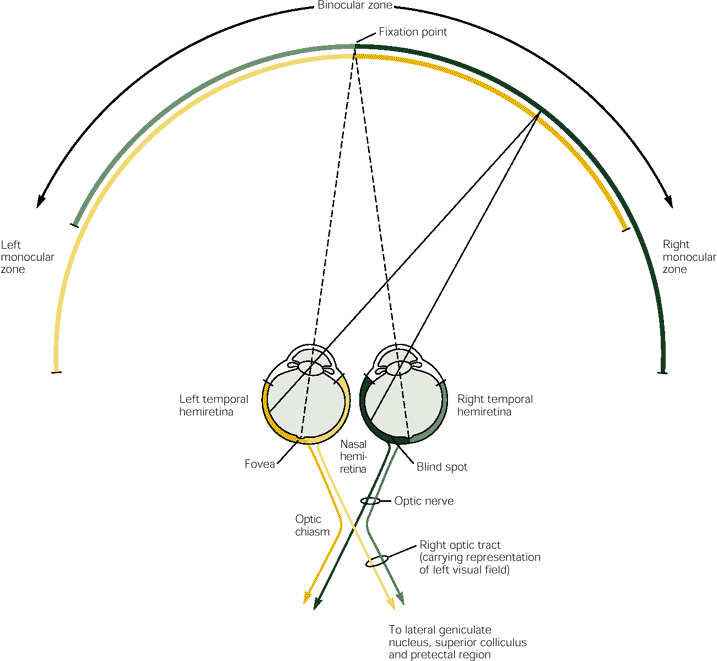 Binocular zone
Fixation point
Left
monocular
zone
Right
monocular
zone
Left temporal
hemiretina
Right temporal
hemiretina
Fovea
Nasal
hemi-
retina
Blind spot
Optic nerve
Optic
chiasm
Right optic tract
(carrying representation
of left visual field)
To lateral geniculate
nucleus, superior colliculus
and pretectal region